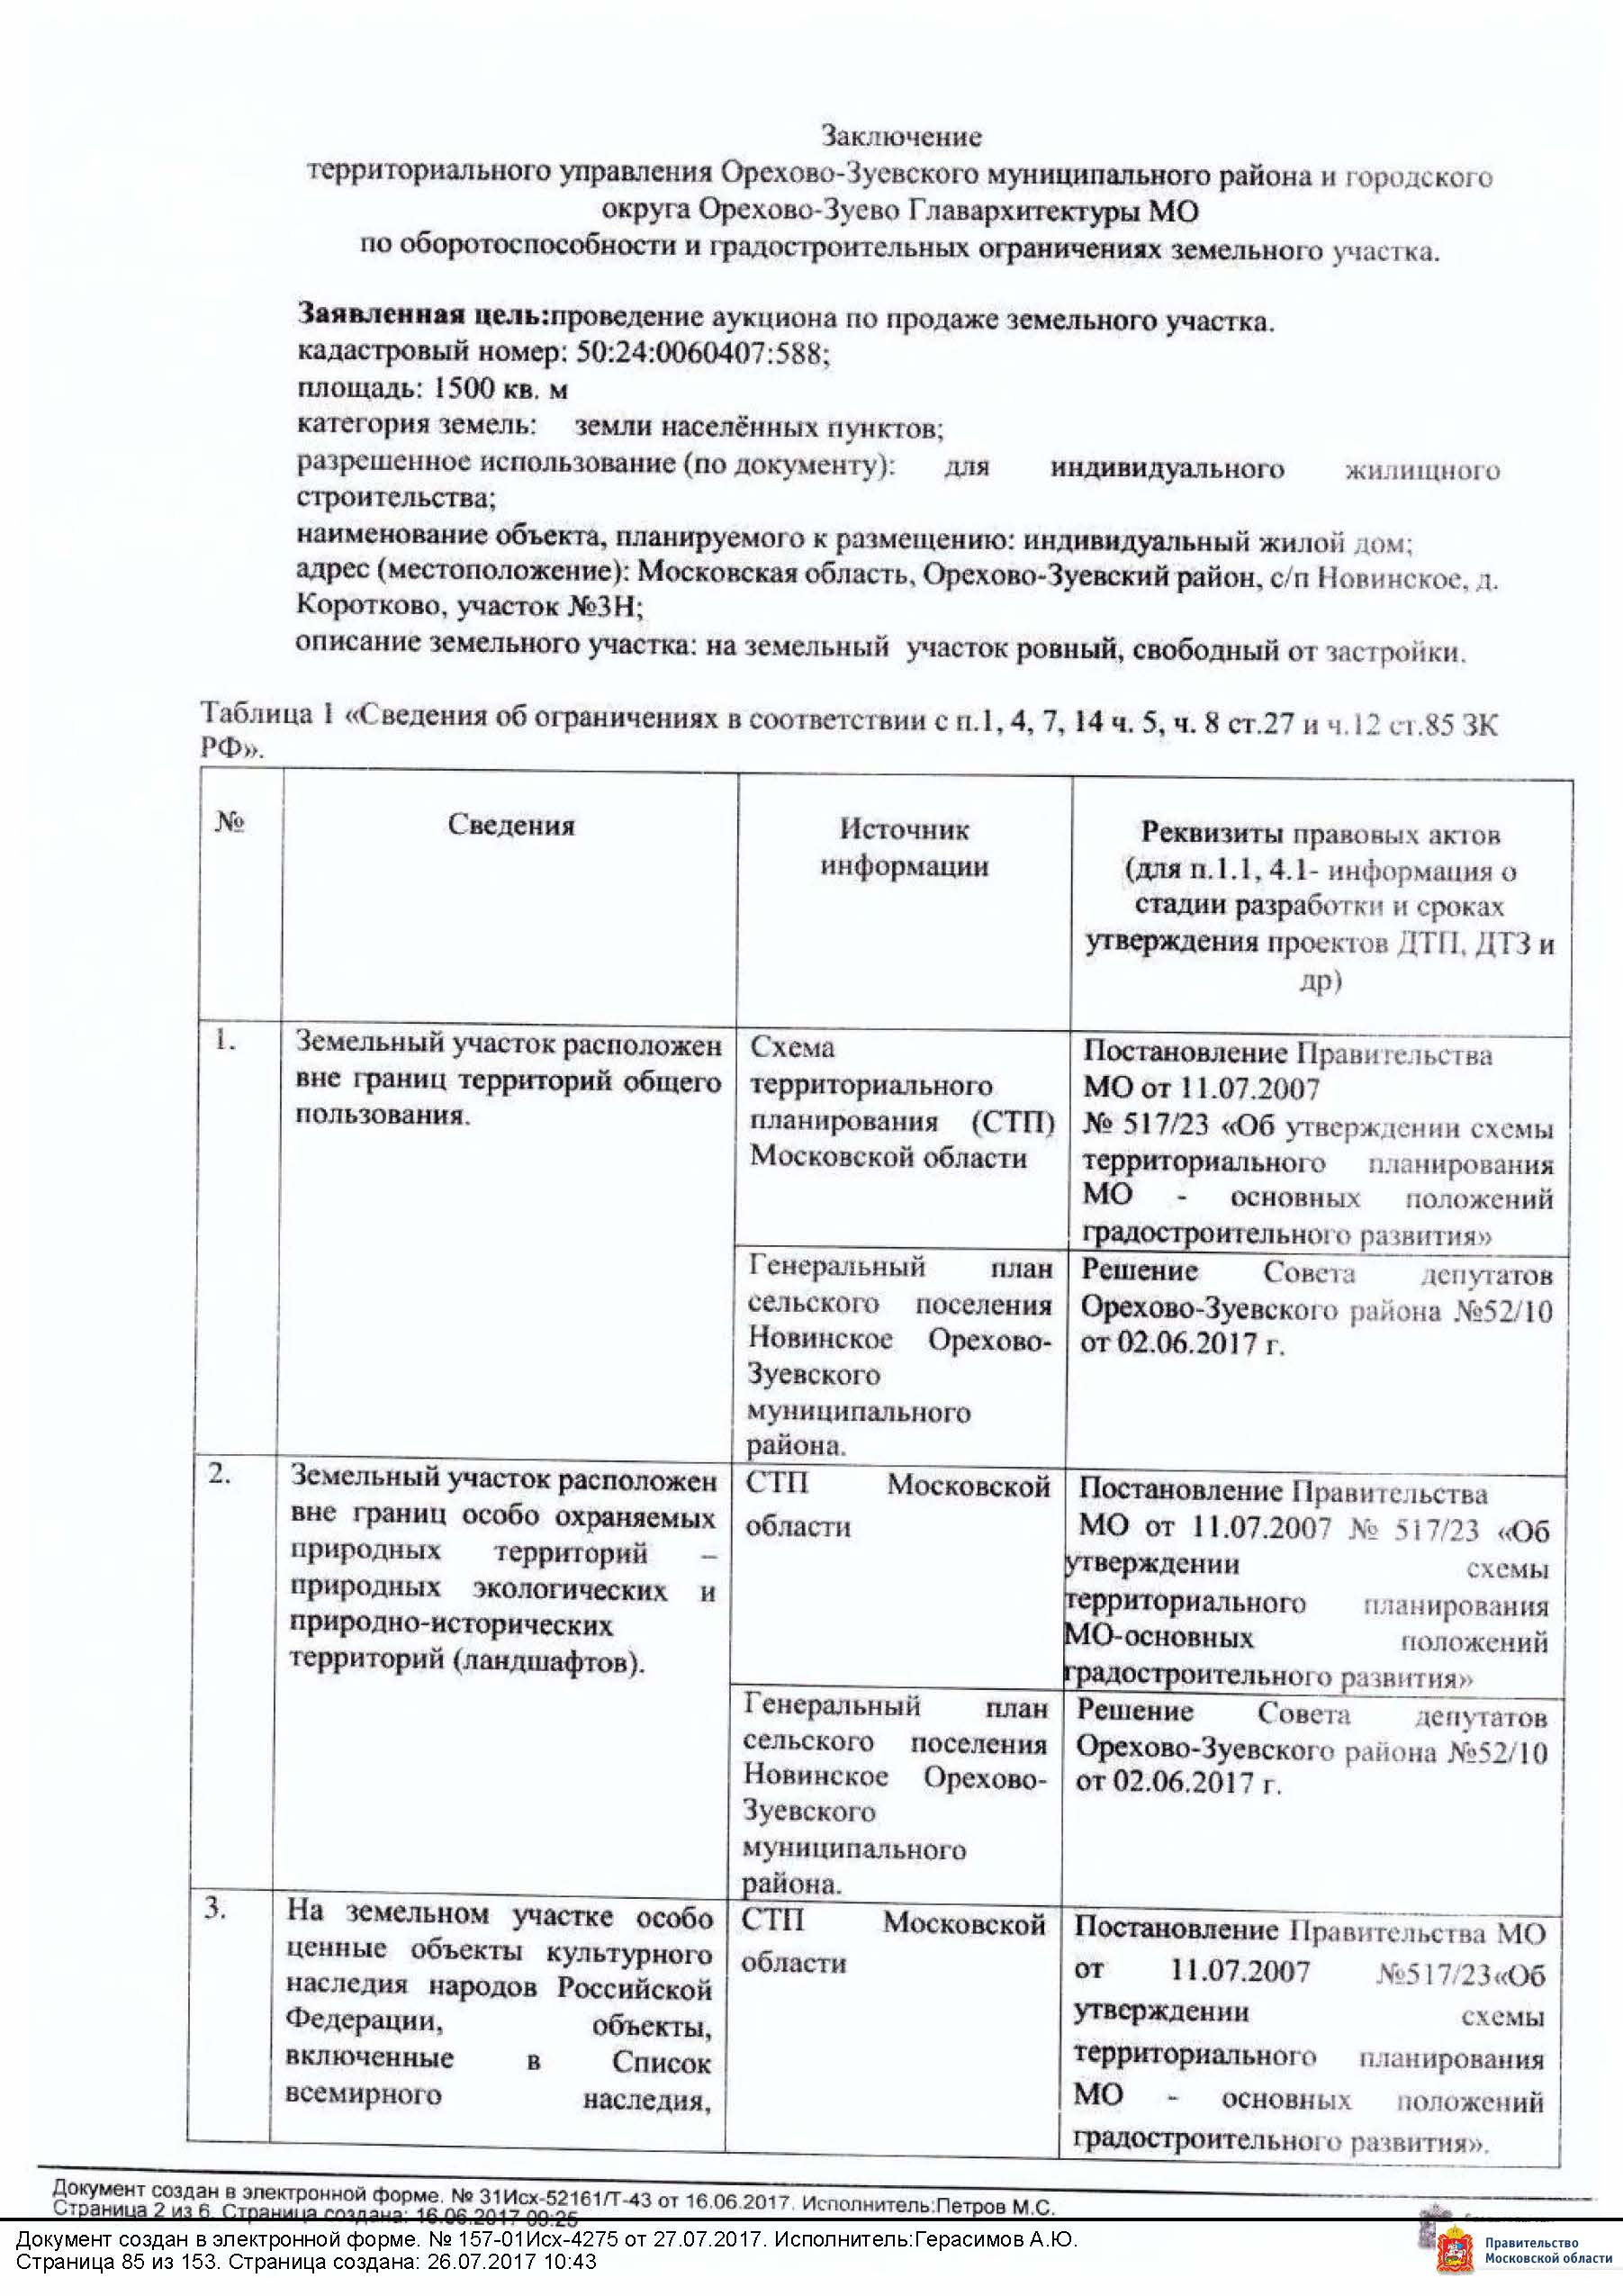 Заключение
территориального управления Орехово-Зуевского муниципального района и городского
округа Орехово-Зуево Главархитектуры МО
по оборотоспособности и градостроительных ограничениях земельного участка.
Заявленная цель:проведение аукциона по продаже земельного участка.
кадастровый номер: 50:24:0060407:588;
площадь: 1500 кв. м
категория земель: земли населённых пунктов;
разрешенное использование (по документу): для индивидуального жилищного
строительства;
наименование объекта, планируемого к размещению: индивидуальный жилой дом;
адрес (местоположение): Московская область, Орехово-Зуевский район, с/п Новинское, д.
Коротково, участок №3Н;
описание земельного участка: на земельный участок ровный, свободный от застройки.
Таблица 1 «Сведения об ограничениях в соответствии с п.1, 4, 7, 14 ч. 5, ч. 8 ст.27 и ч.12 ст.85 ЗК
РФ».
№
Сведения
Источник
информации
Реквизиты правовых актов
(для п.1.1, 4.1- информация о
стадии разработки и сроках
утверждения проектов ДТП, ДТЗ и
др)
1.
Земельный участок расположен
вне границ территорий общего
пользования.
Схема
территориального
планирования (СТП)
Московской области
Постановление Правительства
МО от 11.07.2007
№ 517/23 «Об утверждении схемы
территориального планирования
МО - основных положений
градостроительного развития»
Генеральный план
сельского поселения
Новинское Орехово-
Зуевского
муниципального
района.
Решение Совета депутатов
Орехово-Зуевского района №52/10
от 02.06.2017 г.
2.
Земельный участок расположен
вне границ особо охраняемых
природных территорий –
природных экологических и
природно-исторических
территорий (ландшафтов).
СТП Московской
области
Постановление Правительства
МО от 11.07.2007 № 517/23 «Об
утверждении схемы
территориального планирования
МО-основных положений
градостроительного развития»
Генеральный план
сельского поселения
Новинское Орехово-
Зуевского
муниципального
района.
Решение Совета депутатов
Орехово-Зуевского района №52/10
от 02.06.2017 г.
3.
На земельном участке особо
ценные объекты культурного
наследия народов Российской
Федерации, объекты,
включенные в Список
всемирного наследия,
СТП Московской
области
Постановление Правительства МО
от 11.07.2007 №517/23«Об
утверждении схемы
территориального планирования
МО - основных положений
градостроительного развития».
Документ создан в электронной форме. № 31Исх-52161/Т-43 от 16.06.2017. Исполнитель:Петров М.С.
Страница 2 из 6. Страница создана: 16.06.2017 09:25
Документ создан в электронной форме. № 157-01Исх-4275 от 27.07.2017. Исполнитель:Герасимов А.Ю.
Страница 85 из 153. Страница создана: 26.07.2017 10:43
Правительство
Московской области